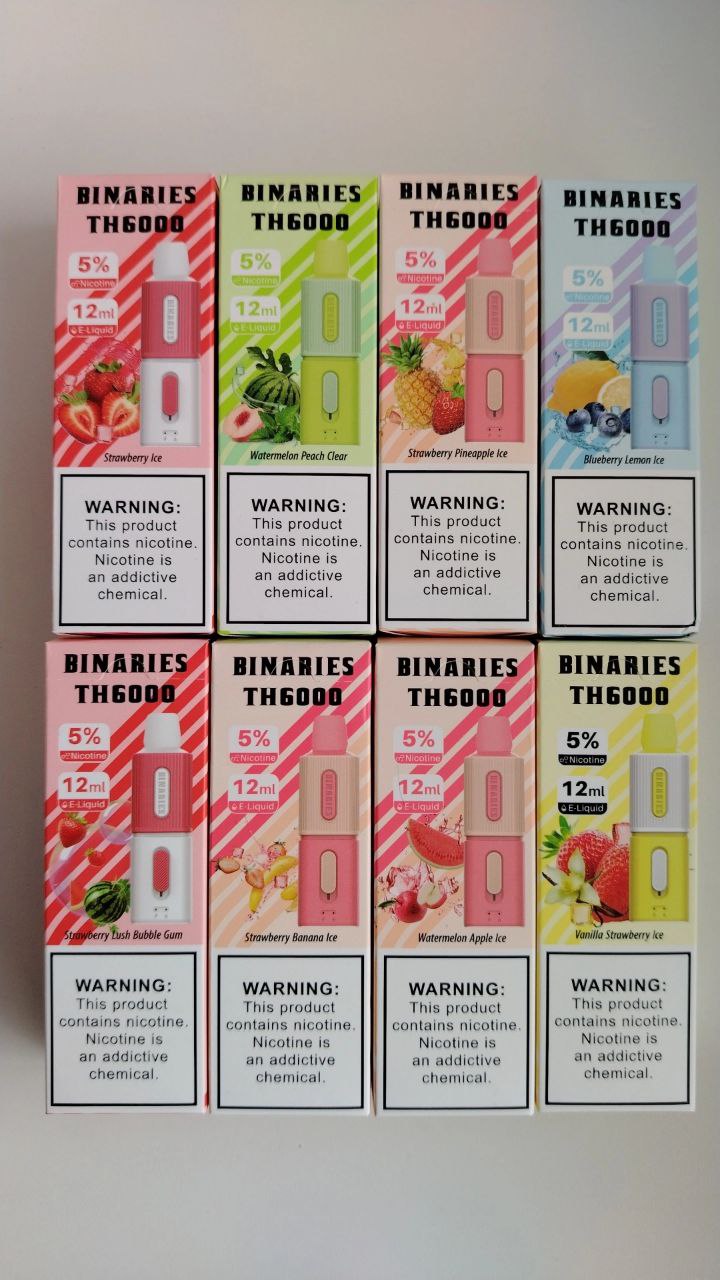 BINARIES
TH6000
5%
Nicotine
12ml
E-Liquid
BINARIES
Strawberry Ice
WARNING:
This product
contains nicotine.
Nicotine is
an addictive
chemical.
BINARIES
TH6000
5%
Nicotine
12ml
E-Liquid
BINARIES
Watermelon Peach Clear
WARNING:
This product
contains nicotine.
Nicotine is
an addictive
chemical.
BINARIES
TH6000
5%
Nicotine
12ml
E-Liquid
BINARIES
Strawberry Pineapple Ice
WARNING:
This product
contains nicotine.
Nicotine is
an addictive
chemical.
BINARIES
TH6000
5%
Nicotine
12ml
E-Liquid
BINARIES
Blueberry Lemon Ice
WARNING:
This product
contains nicotine.
Nicotine is
an addictive
chemical.
BINARIES
TH6000
5%
Nicotine
12ml
E-Liquid
BINARIES
Strawberry Lush Bubble Gum
WARNING:
This product
contains nicotine.
Nicotine is
an addictive
chemical.
BINARIES
TH6000
5%
Nicotine
12ml
E-Liquid
BINARIES
Strawberry Banana Ice
WARNING:
This product
contains nicotine.
Nicotine is
an addictive
chemical.
BINARIES
TH6000
5%
Nicotine
12ml
E-Liquid
BINARIES
Watermelon Apple Ice
WARNING:
This product
contains nicotine.
Nicotine is
an addictive
chemical.
BINARIES
TH6000
5%
Nicotine
12ml
E-Liquid
BINARIES
Vanilla Strawberry Ice
WARNING:
This product
contains nicotine.
Nicotine is
an addictive
chemical.